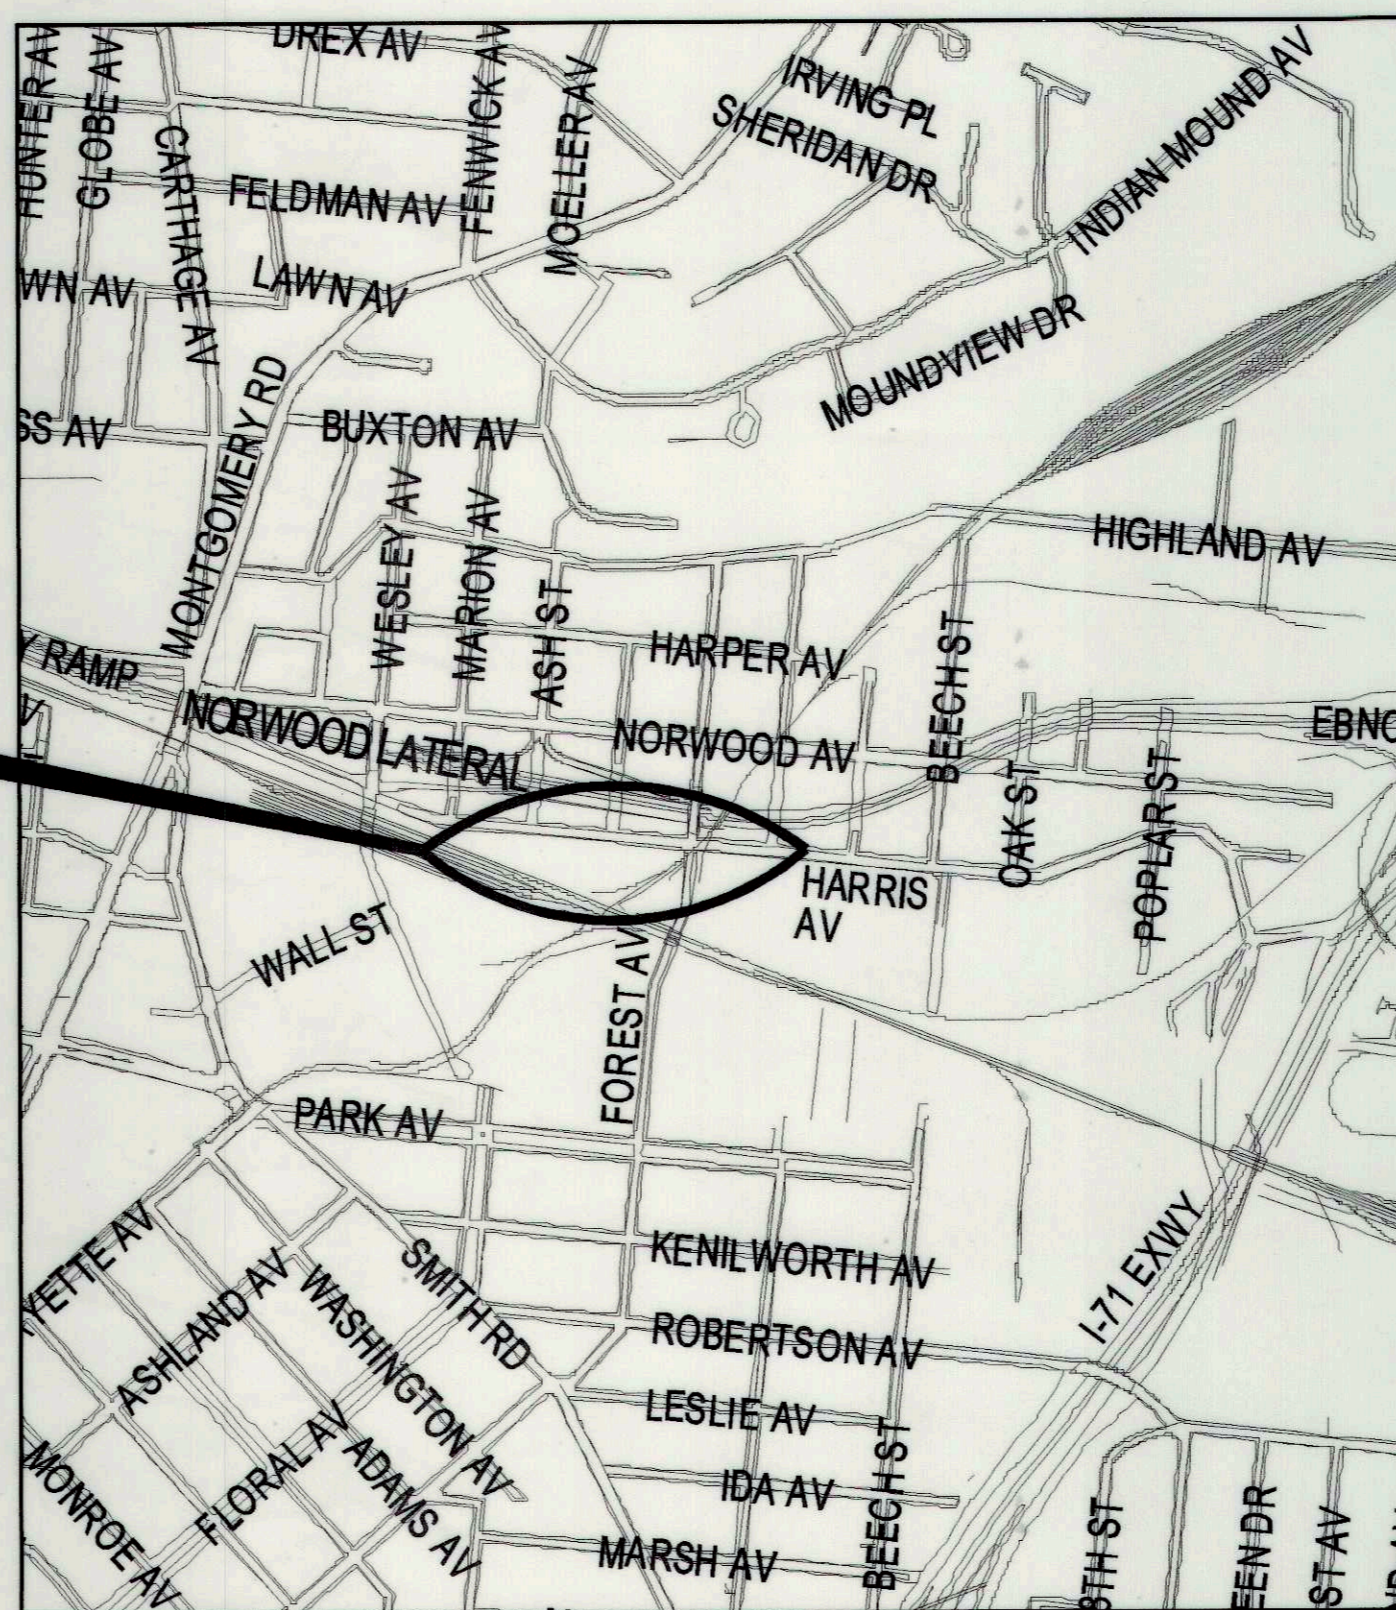 DREX AV
HUNTER AV
GLOBE AV
FENWICK AV
MOELLER AV
IRVING PL
SHERIDAN DR
INDIAN MOUND AV
CARTHAGE AV
FELDMAN AV
WN AV
LAWN AV
MOUNDVIEW DR
MONTGOMERY RD
SS AV
BUXTON AV
WESLEY AV
MARION AV
HIGHLAND AV
ASH ST
HARPER AV
BEECH ST
Y RAMP
V
NORWOOD LATERAL
NORWOOD AV
EBNO
OAK ST
POPLAR ST
HARRIS
AV
WALL ST
FOREST AV
PARK AV
YETTE AV
ASHLAND AV
WASHINGTON AV
SMITH RD
KENILWORTH AV
I-71 EXWY
ROBERTSON AV
LESLIE AV
BEECH ST
IDA AV
MONROE AV
FLORAL AV
ADAMS AV
MARSH AV
8TH ST
EEN DR
ST AV